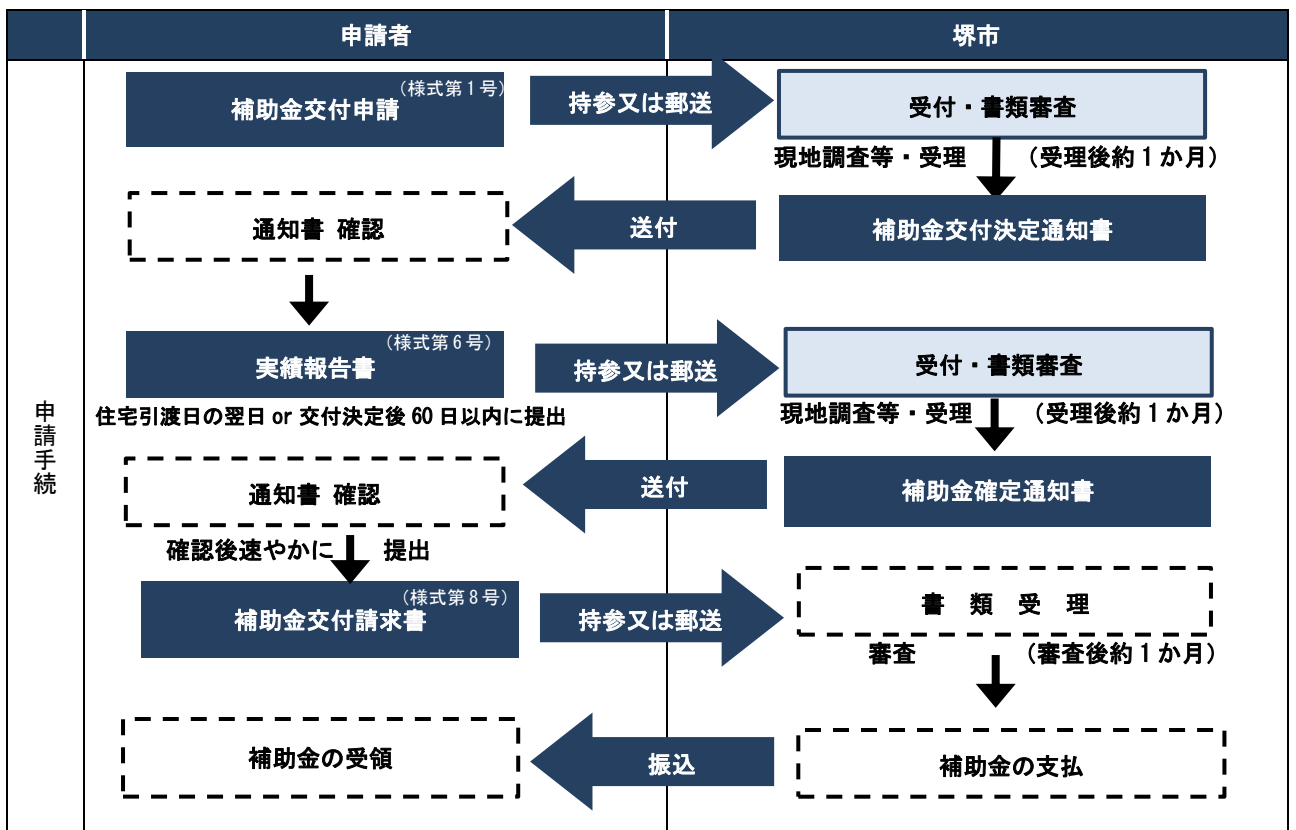 申請者
堺市
申請手続
(様式第1号)
補助金交付申請
持参又は郵送
受付・書類審査
現地調査等・受理 (受理後約1か月)
補助金交付決定通知書
送付
通知書 確認
(様式第6号)
実績報告書
住宅引渡日の翌日 or 交付決定後 60 日以内に提出
持参又は郵送
受付・書類審査
現地調査等・受理 (受理後約1か月)
補助金確定通知書
送付
通知書 確認
確認後速やかに 提出
(様式第8号)
補助金交付請求書
持参又は郵送
書 類 受 理
審査 (審査後約1か月)
補助金の支払
振込
補助金の受領